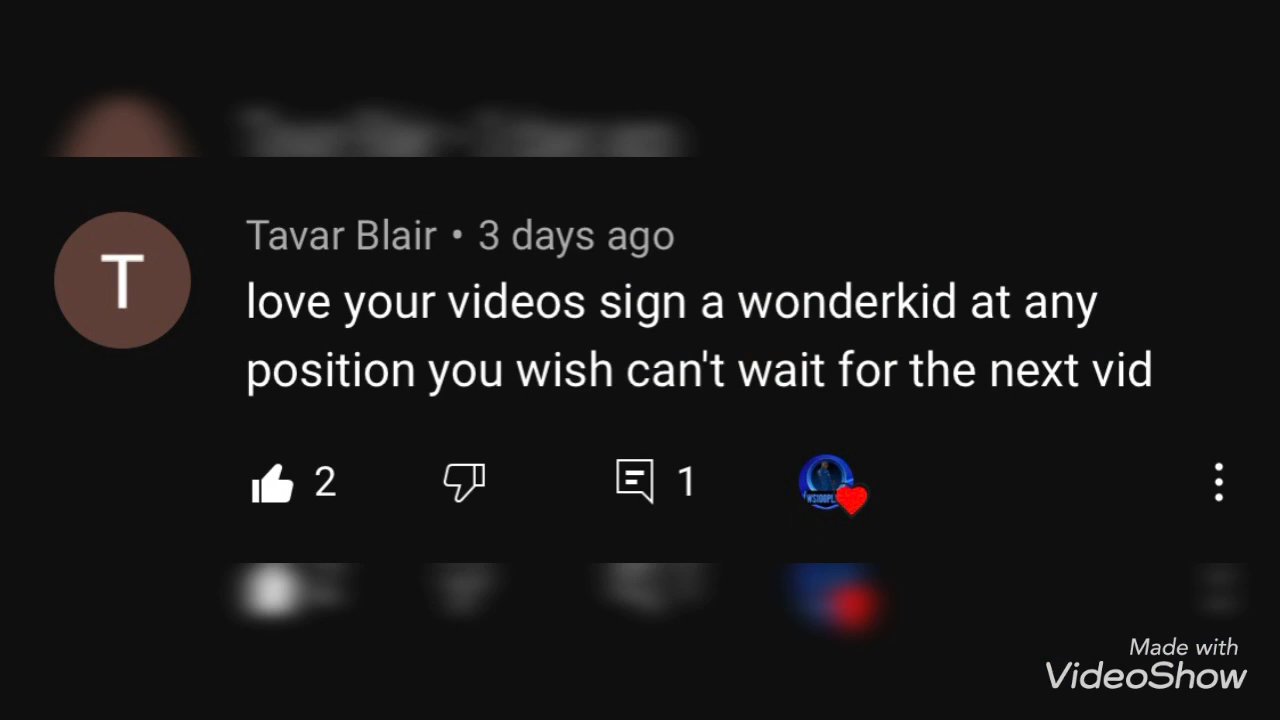 T
Tavar Blair • 3 days ago
love your videos sign a wonderkid at any
position you wish can't wait for the next vid
2
1
Made with
VideoShow